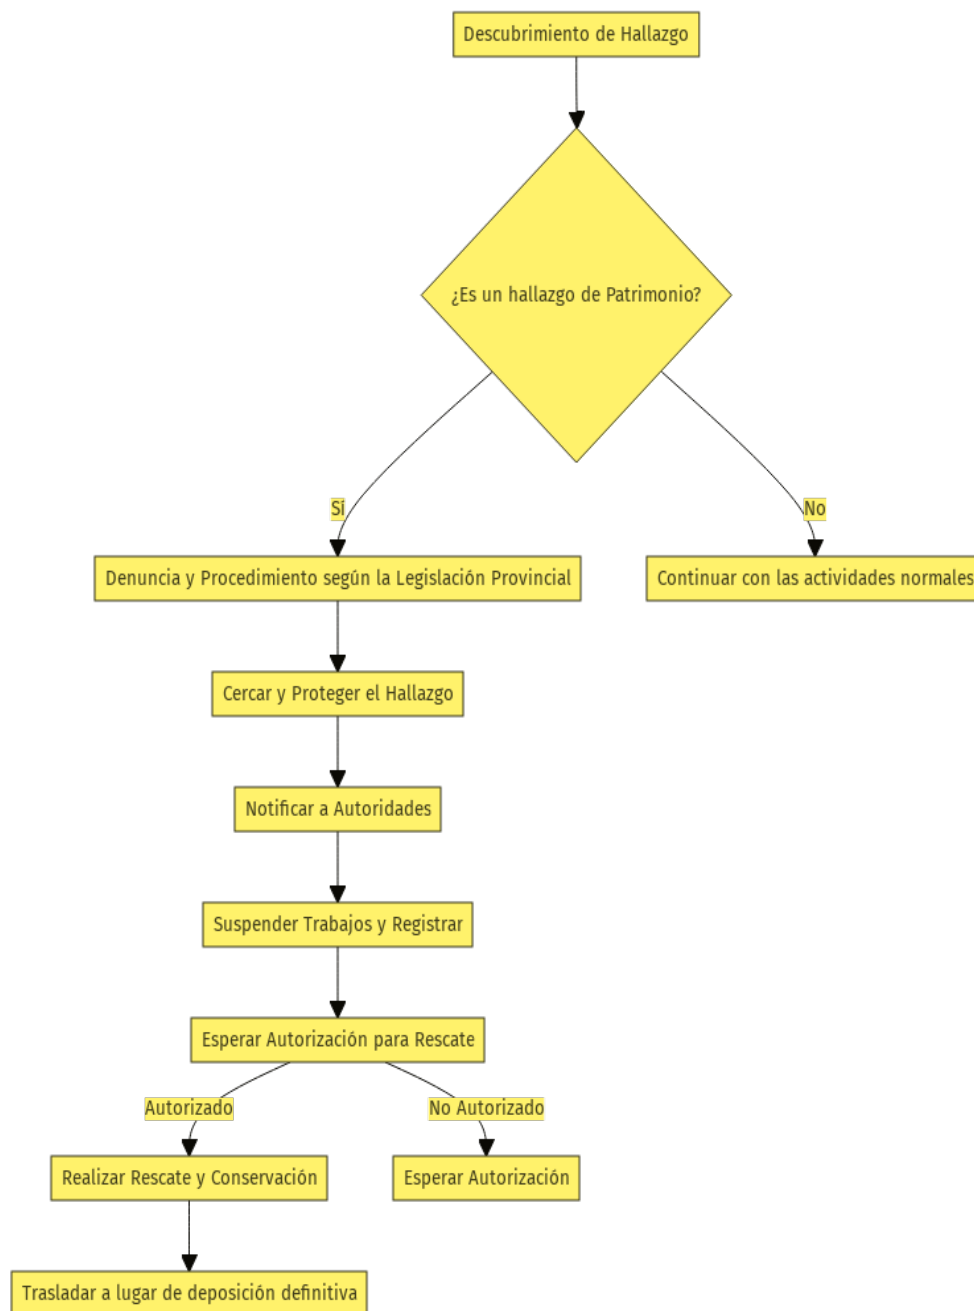 Descubrimiento de Hallazgo
¿Es un hallazgo de Patrimonio?
Sí
No
Denuncia y Procedimiento según la Legislación Provincial
Continuar con las actividades normales
Cercar y Proteger el Hallazgo
Notificar a Autoridades
Suspender Trabajos y Registrar
Esperar Autorización para Rescate
Autorizado
No Autorizado
Realizar Rescate y Conservación
Esperar Autorización
Trasladar a lugar de deposición definitiva